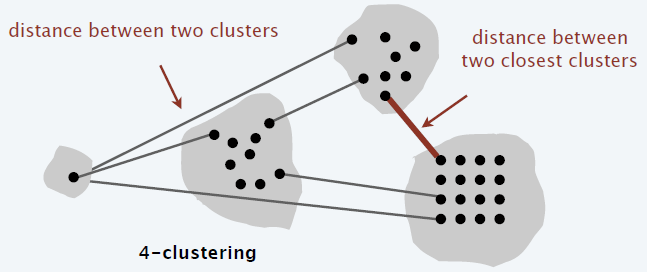 distance between two clusters
distance between
two closest clusters
4-clustering